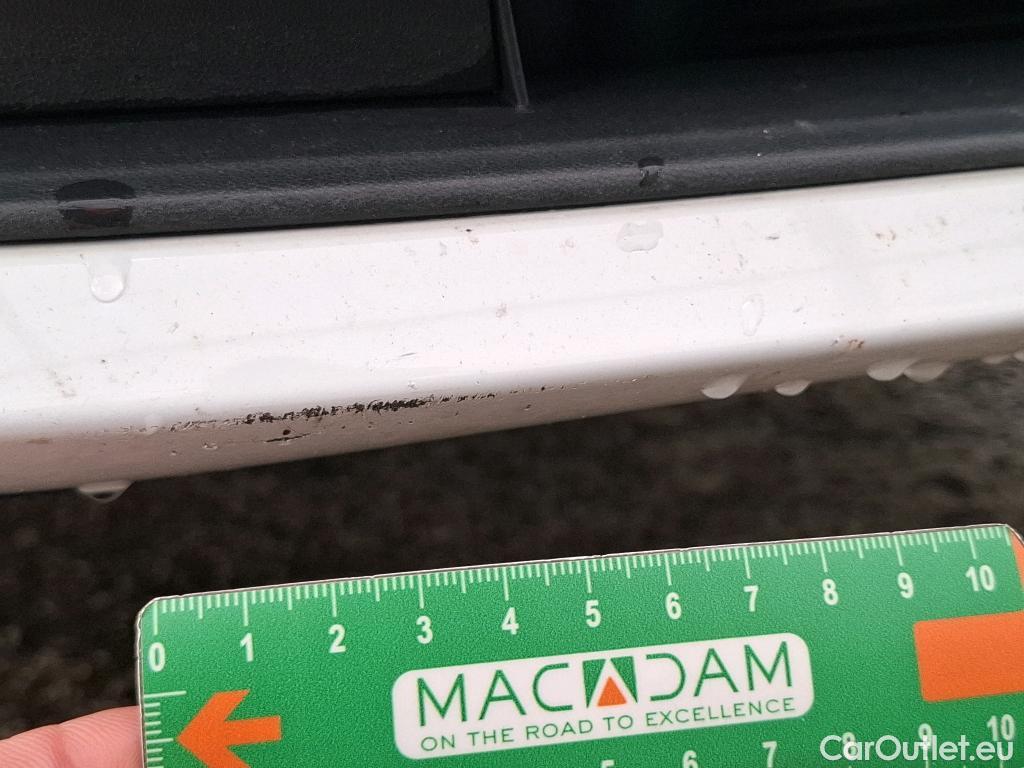 0 1 2 3 4 5 6 7 8 9 10
MACADAM
ON THE ROAD TO EXCELLENCE
5 6 7 8 9 10
CarOutlet.eu